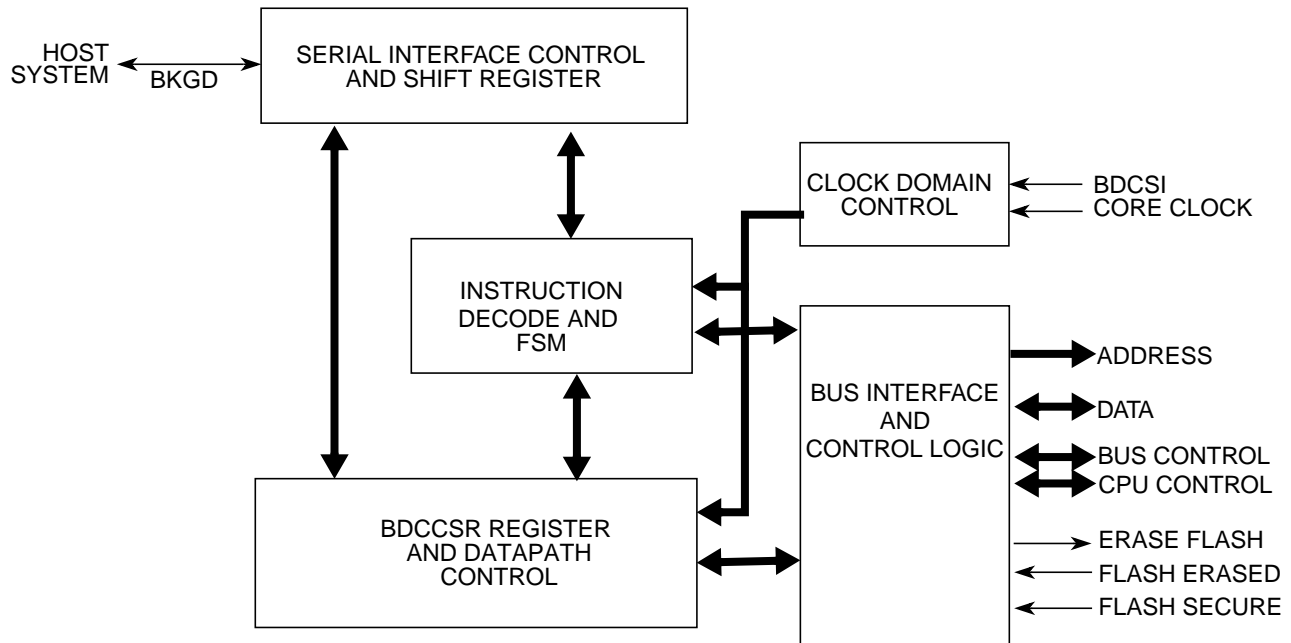 HOST
SYSTEM
BKGD
SERIAL INTERFACE CONTROL
AND SHIFT REGISTER
CLOCK DOMAIN
CONTROL
BDCSI
CORE CLOCK
INSTRUCTION
DECODE AND
FSM
BUS INTERFACE
AND
CONTROL LOGIC
ADDRESS
DATA
BUS CONTROL
CPU CONTROL
ERASE FLASH
FLASH ERASED
FLASH SECURE
BDCCSR REGISTER
AND DATAPATH
CONTROL